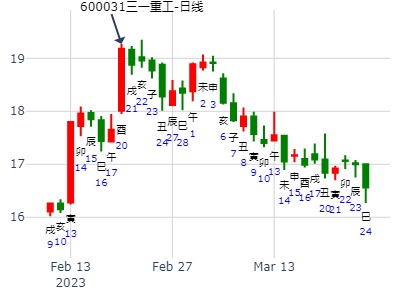 600031三一重工-日线
19
18
17
16
戌
9
亥
10
寅
13
卯
14
辰
15
巳
16
午
17
酉
20
戌
21
亥
22
子
23
丑
24
辰
27
巳
28
午
1
未
2
申
3
亥
6
子
7
丑
8
寅
9
卯
10
午
13
未
14
申
15
酉
16
戌
17
丑
20
寅
21
卯
22
辰
23
巳
24
Feb 13
2023
Feb 27
Mar 13